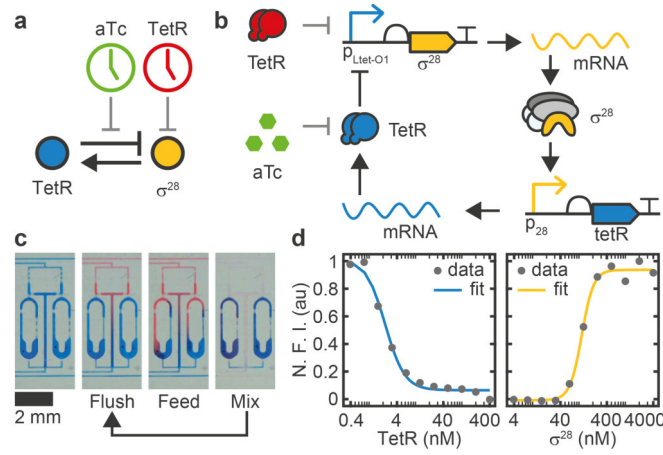 a
aTc TetR
TetR σ²⁸
b
TetR
pLtet-O1 σ²⁸
mRNA
σ²⁸
aTc
TetR
mRNA
p28 tetR
c
2 mm
Flush Feed Mix
d
N. F. I. (au)
1
0.8
0.6
0.4
0.2
0
data
fit
0.4 4 40 400
TetR (nM)
data
fit
4 40 400 4000
σ²⁸ (nM)